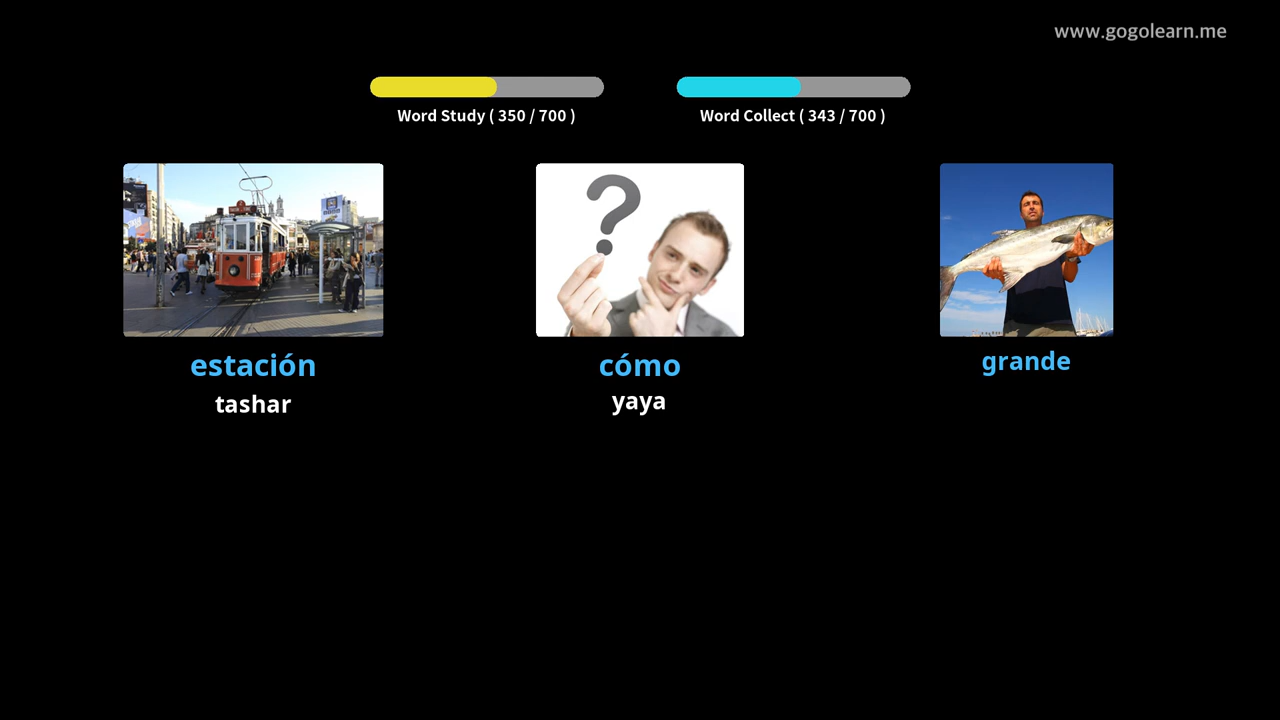 www.gogolearn.me
Word Study ( 350 / 700 )
Word Collect ( 343 / 700 )
?
estación
tashar
cómo
yaya
grande